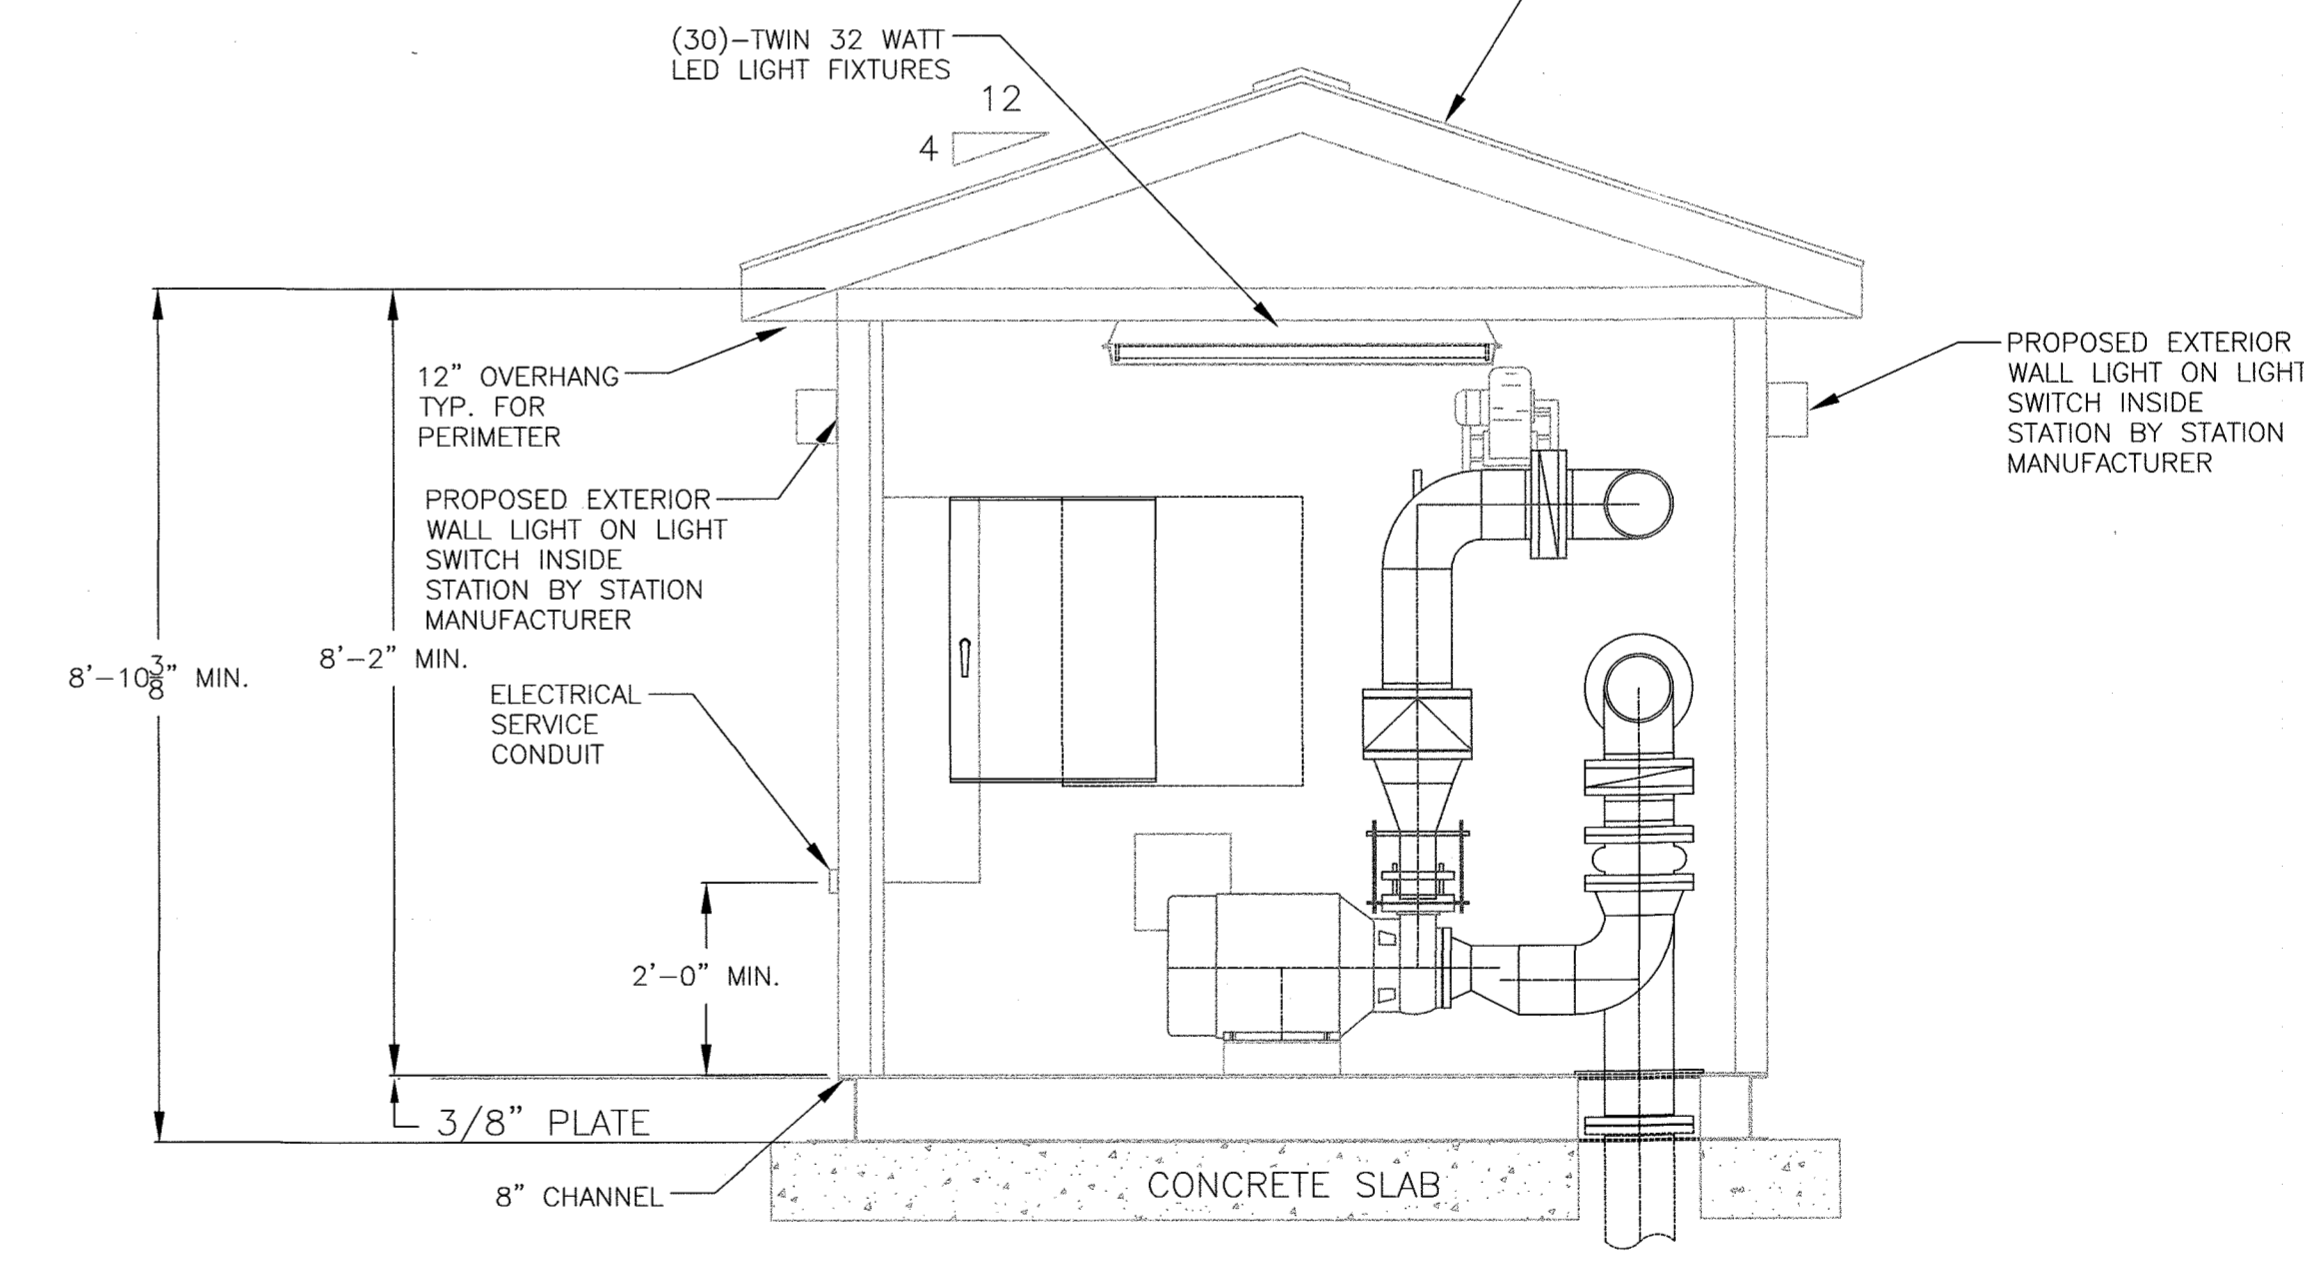 (30)-TWIN 32 WATT
LED LIGHT FIXTURES
12
4
12" OVERHANG
TYP. FOR
PERIMETER
PROPOSED EXTERIOR
WALL LIGHT ON LIGHT
SWITCH INSIDE
STATION BY STATION
MANUFACTURER
PROPOSED EXTERIOR
WALL LIGHT ON LIGHT
SWITCH INSIDE
STATION BY STATION
MANUFACTURER
8'-10 3/8" MIN.
8'-2" MIN.
ELECTRICAL
SERVICE
CONDUIT
2'-0" MIN.
3/8" PLATE
8" CHANNEL
CONCRETE SLAB